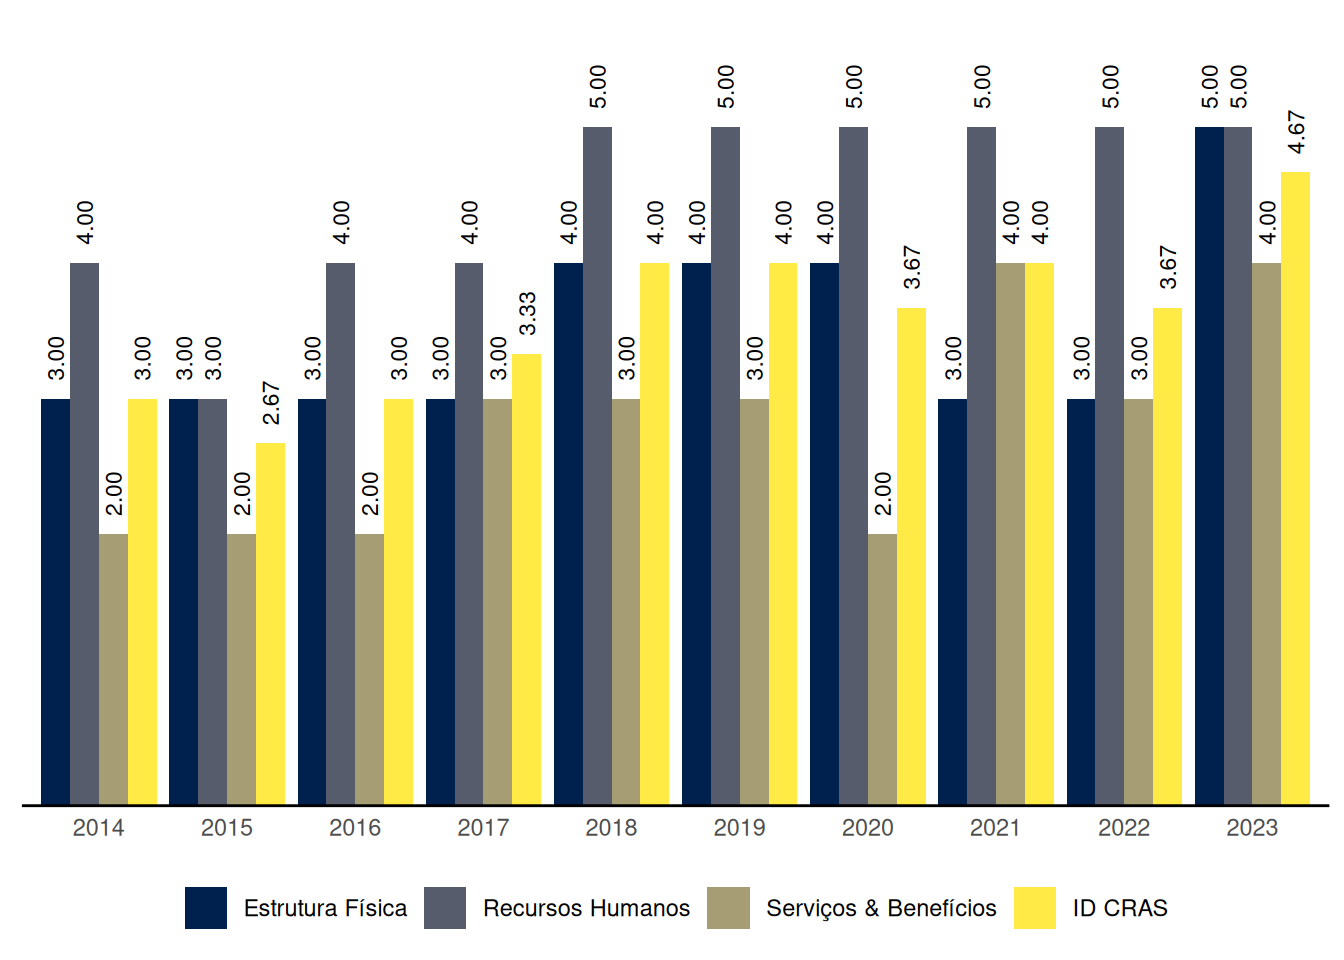 5.00 5.00 5.00 5.00 5.00 5.00 5.00
4.67
4.00 4.00 4.00 4.00 4.00 4.00 4.00 4.00 4.00 4.00 4.00
3.67 3.67
3.33
3.00 3.00 3.00 3.00 3.00 3.00 3.00 3.00 3.00 3.00 3.00 3.00 3.00 3.00
2.67
2.00 2.00 2.00 2.00
2014 2015 2016 2017 2018 2019 2020 2021 2022 2023
Estrutura Física Recursos Humanos Serviços & Benefícios ID CRAS